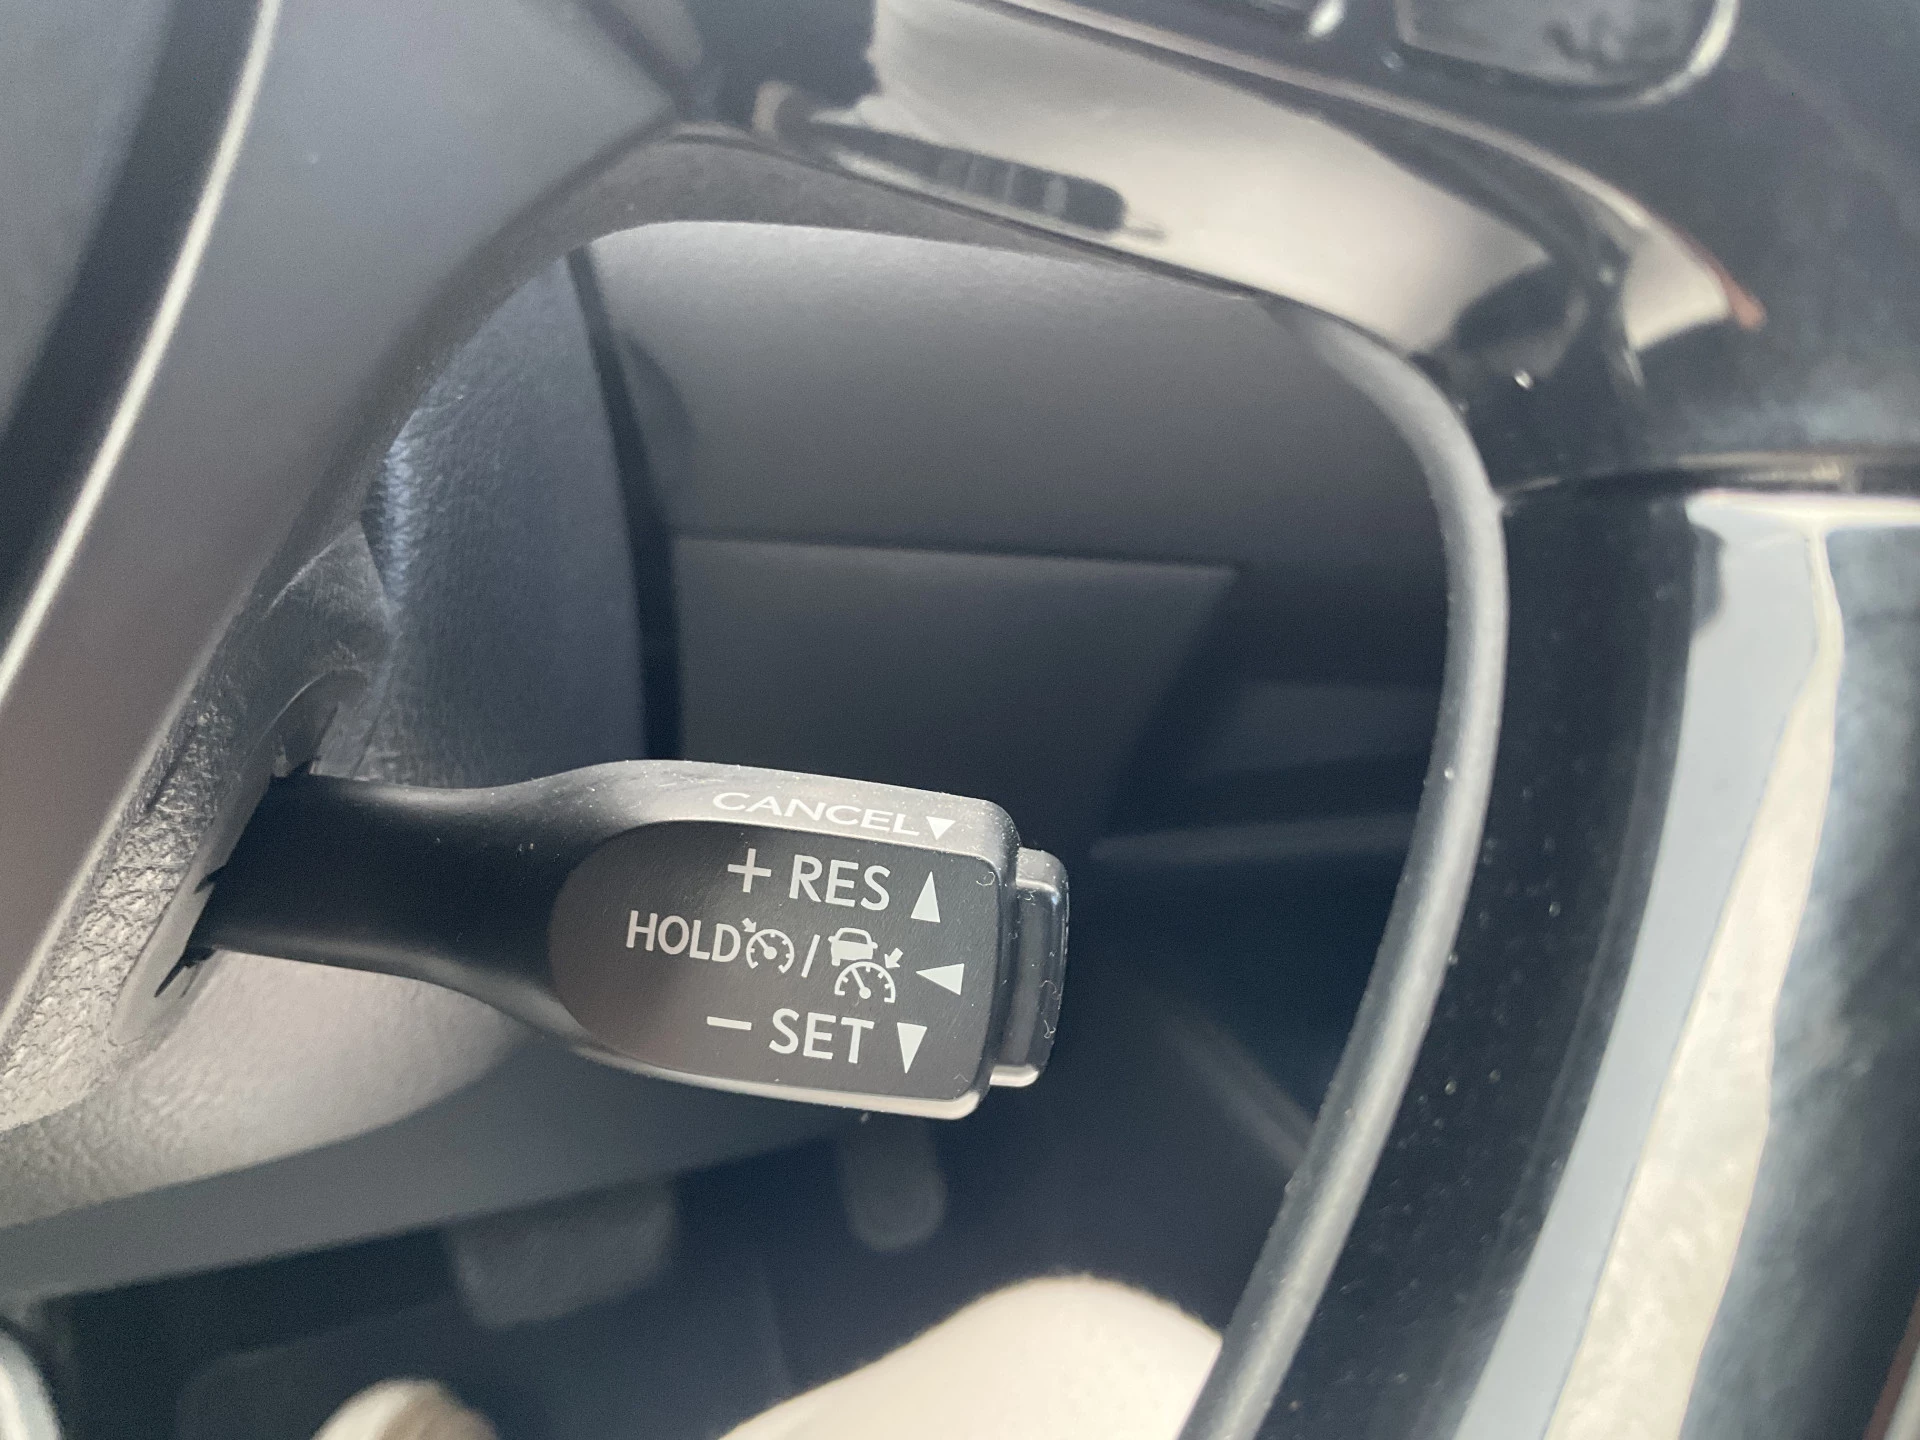 CANCEL▼
+ RES ▲
HOLD / ◀
− SET ▼